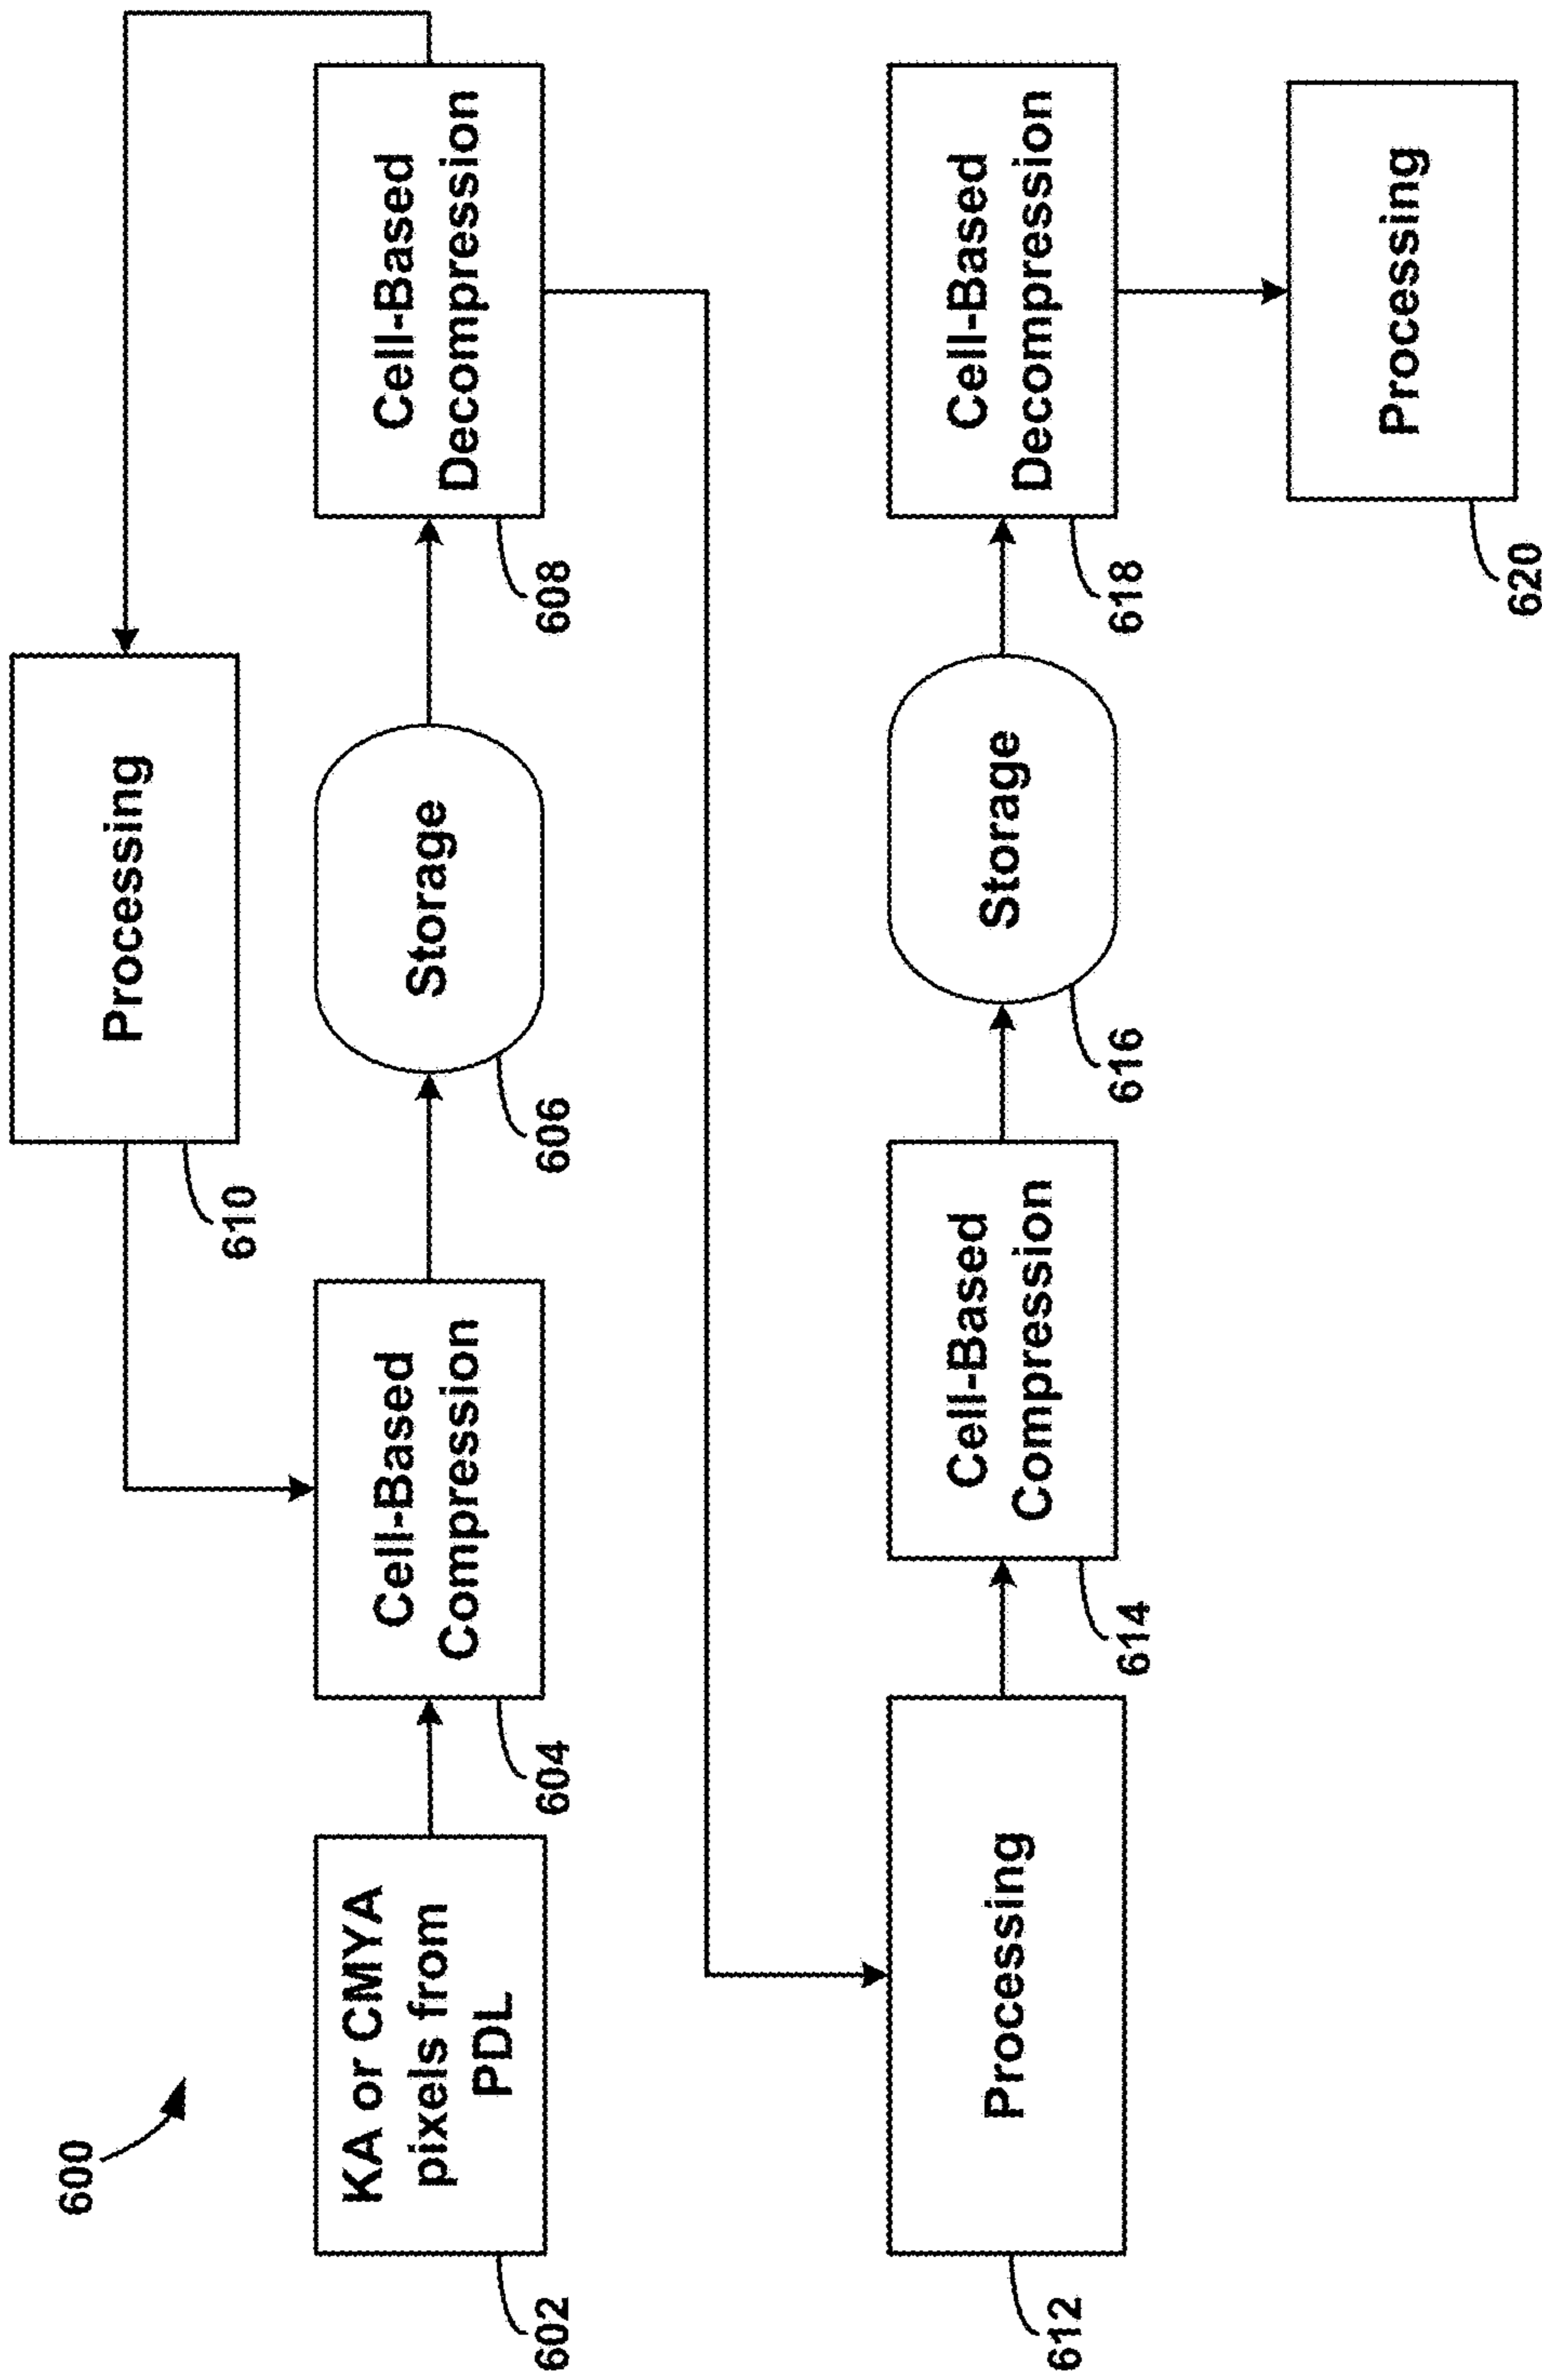 600
Processing
610
KA or CMYA
pixels from
PDL
602
Cell-Based
Compression
604
Storage
606
Cell-Based
Decompression
608
Processing
612
Cell-Based
Compression
614
Storage
616
Cell-Based
Decompression
618
Processing
620